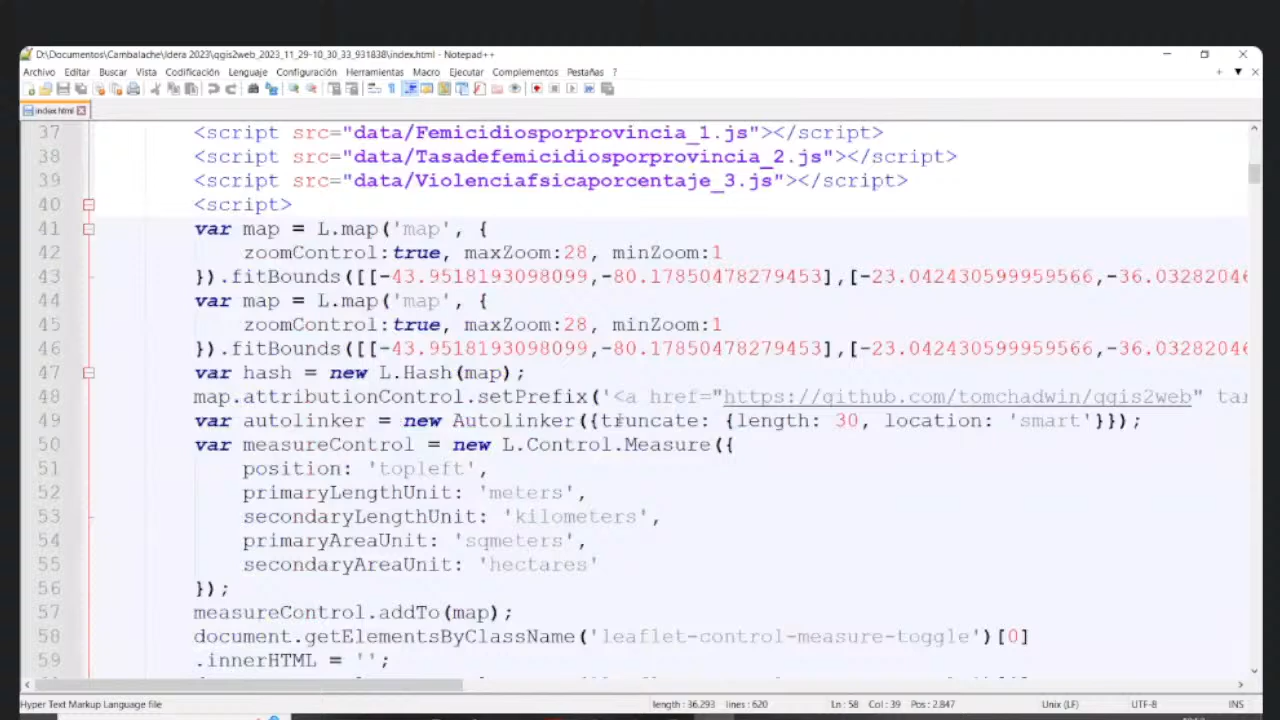 D:\Documentos\Cambalache\Idera 2023\qgis2web_2023_11_29-10_30_33_931838\index.html - Notepad++
Archivo Editar Buscar Vista Codificación Lenguaje Configuración Herramientas Macro Ejecutar Complementos Pestañas ?
index.html
37 <script src="data/Femicidiosporprovincia_1.js"></script>
38 <script src="data/Tasadefemicidiosporprovincia_2.js"></script>
39 <script src="data/Violenciafsicaporcentaje_3.js"></script>
40 <script>
41 var map = L.map('map', {
42 zoomControl:true, maxZoom:28, minZoom:1
43 }).fitBounds([[-43.9518193098099,-80.17850478279453],[-23.042430599959566,-36.0328204
44 var map = L.map('map', {
45 zoomControl:true, maxZoom:28, minZoom:1
46 }).fitBounds([[-43.9518193098099,-80.17850478279453],[-23.042430599959566,-36.0328204
47 var hash = new L.Hash(map);
48 map.attributionControl.setPrefix('<a href="https://github.com/tomchadwin/qgis2web" tar
49 var autolinker = new Autolinker({truncate: {length: 30, location: 'smart'}});
50 var measureControl = new L.Control.Measure({
51 position: 'topleft',
52 primaryLengthUnit: 'meters',
53 secondaryLengthUnit: 'kilometers',
54 primaryAreaUnit: 'sqmeters',
55 secondaryAreaUnit: 'hectares'
56 });
57 measureControl.addTo(map);
58 document.getElementsByClassName('leaflet-control-measure-toggle')[0]
59 .innerHTML = '';
Hyper Text Markup Language file length : 36.293 lines : 620 Ln : 58 Col : 39 Pos : 2.847 Unix (LF) UTF-8 INS